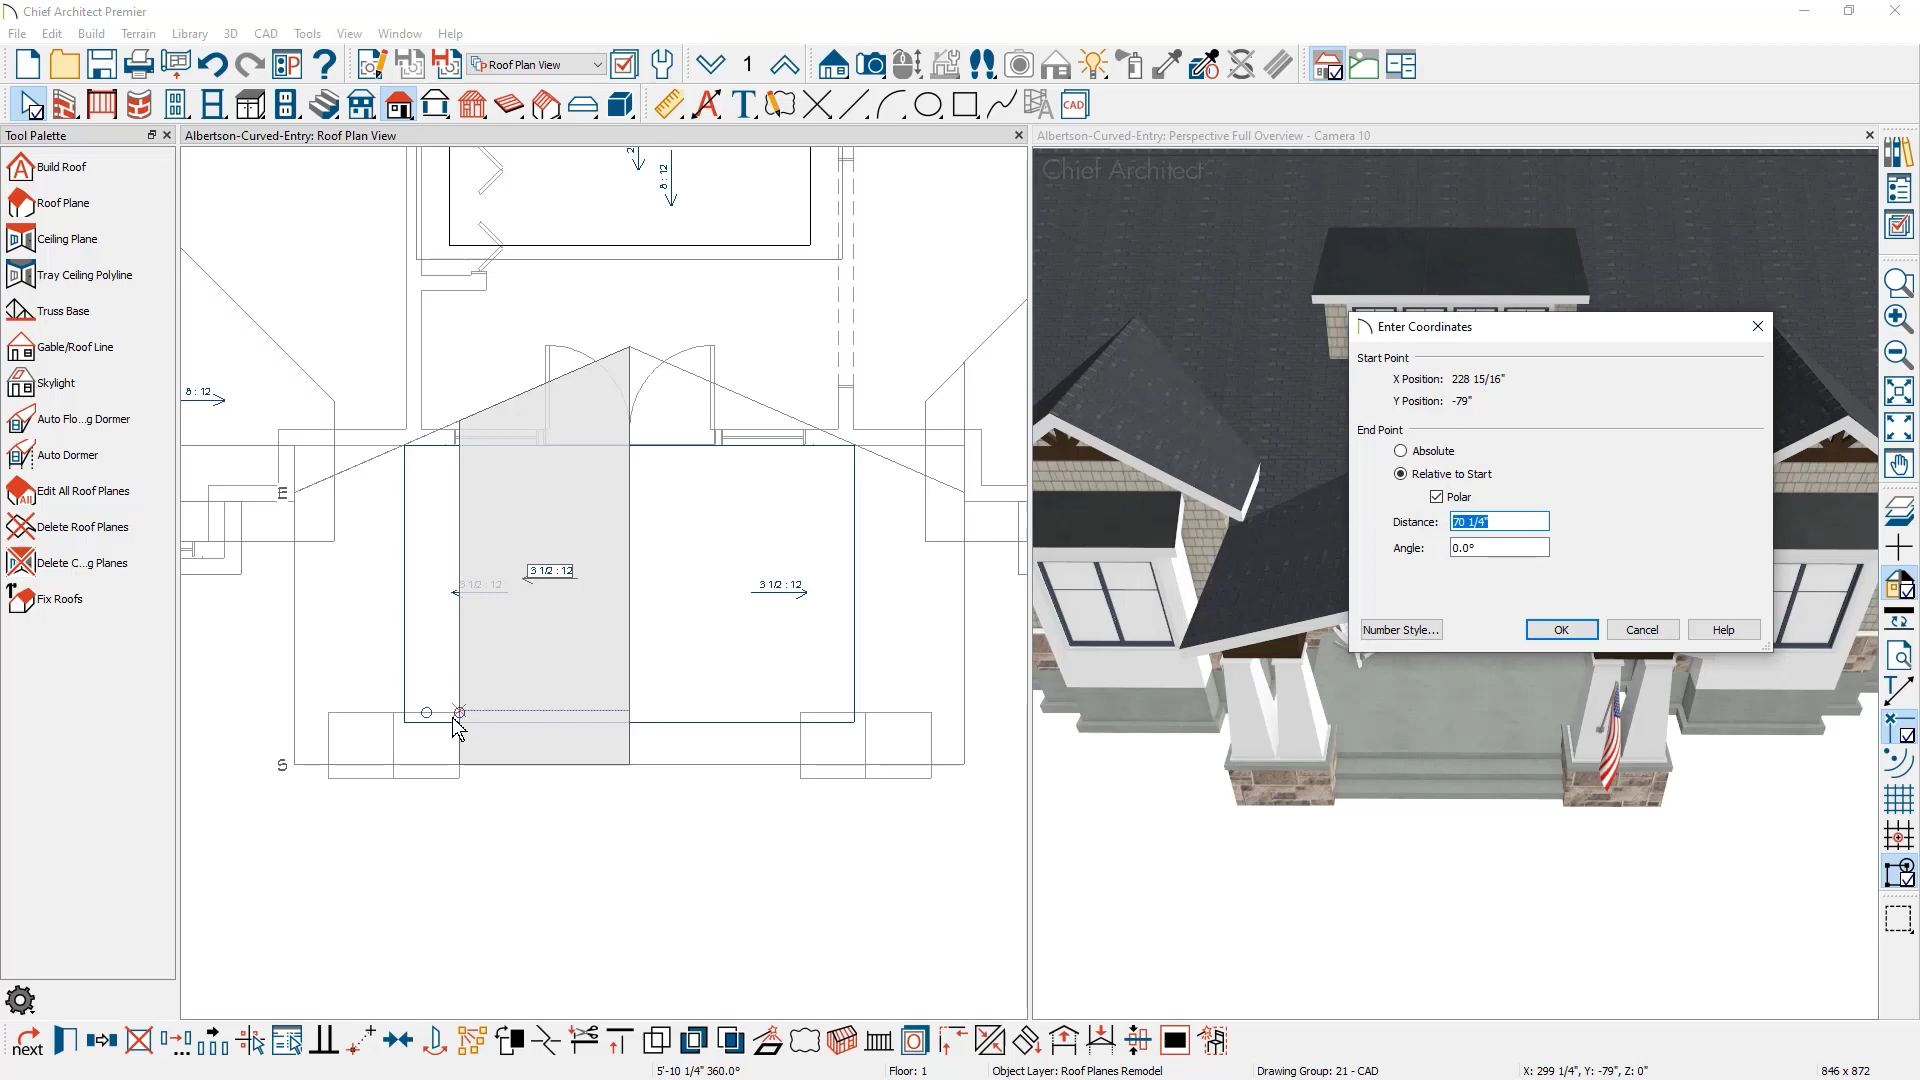 Chief Architect Premier
File Edit Build Terrain Library 3D CAD Tools View Window Help
Roof Plan View
1
CAD
Tool Palette
Albertson-Curved-Entry: Roof Plan View
Albertson-Curved-Entry: Perspective Full Overview - Camera 10
Build Roof
Roof Plane
Ceiling Plane
Tray Ceiling Polyline
Truss Base
Gable/Roof Line
Skylight
Auto Flo...g Dormer
Auto Dormer
Edit All Roof Planes
Delete Roof Planes
Delete C...g Planes
Fix Roofs
2
8 : 12
8 : 12
E
3 1/2 : 12
3 1/2 : 12
3 1/2 : 12
S
Chief Architect
Enter Coordinates
Start Point
X Position: 228 15/16"
Y Position: -79"
End Point
Absolute
Relative to Start
Polar
Distance: 70 1/4"
Angle: 0.0°
Number Style... OK Cancel Help
next
5'-10 1/4" 360.0° Floor: 1 Object Layer: Roof Planes Remodel Drawing Group: 21 - CAD X: 299 1/4", Y: -79", Z: 0" 846 x 872